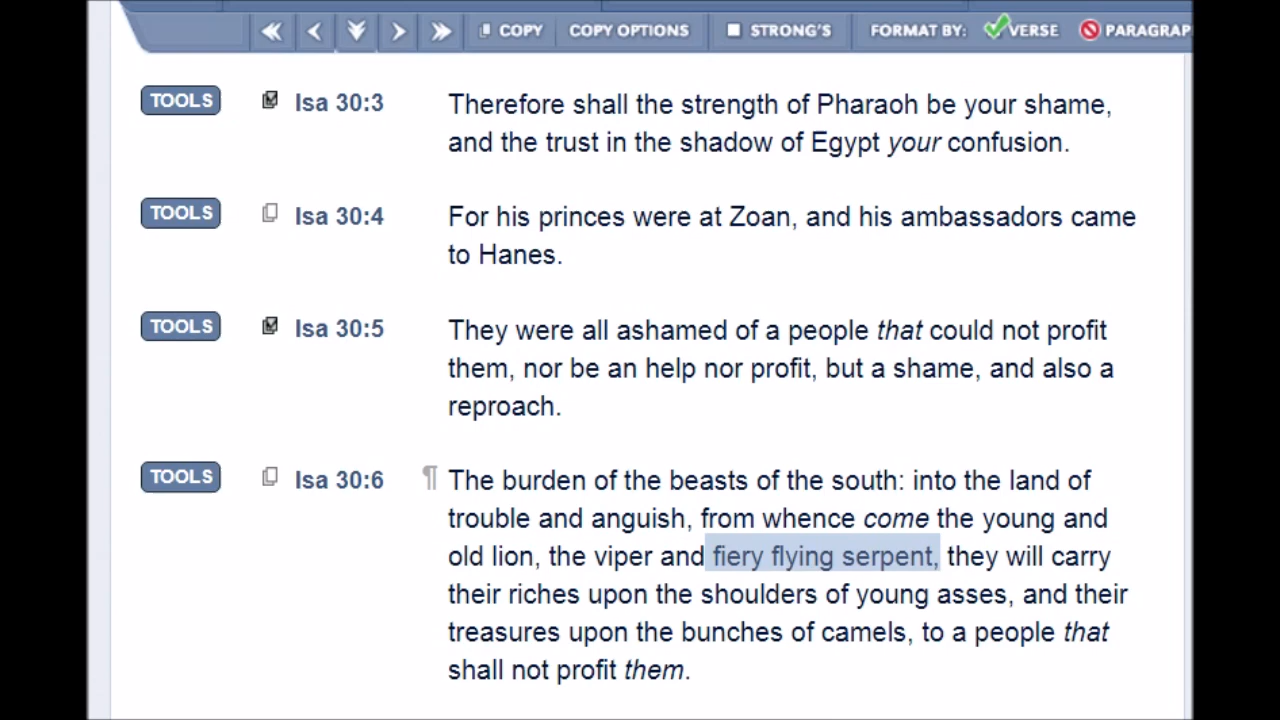 COPY COPY OPTIONS STRONG'S FORMAT BY: VERSE PARAGRAP
TOOLS Isa 30:3 Therefore shall the strength of Pharaoh be your shame,
and the trust in the shadow of Egypt your confusion.
TOOLS Isa 30:4 For his princes were at Zoan, and his ambassadors came
to Hanes.
TOOLS Isa 30:5 They were all ashamed of a people that could not profit
them, nor be an help nor profit, but a shame, and also a
reproach.
TOOLS Isa 30:6 ¶ The burden of the beasts of the south: into the land of
trouble and anguish, from whence come the young and
old lion, the viper and fiery flying serpent, they will carry
their riches upon the shoulders of young asses, and their
treasures upon the bunches of camels, to a people that
shall not profit them.